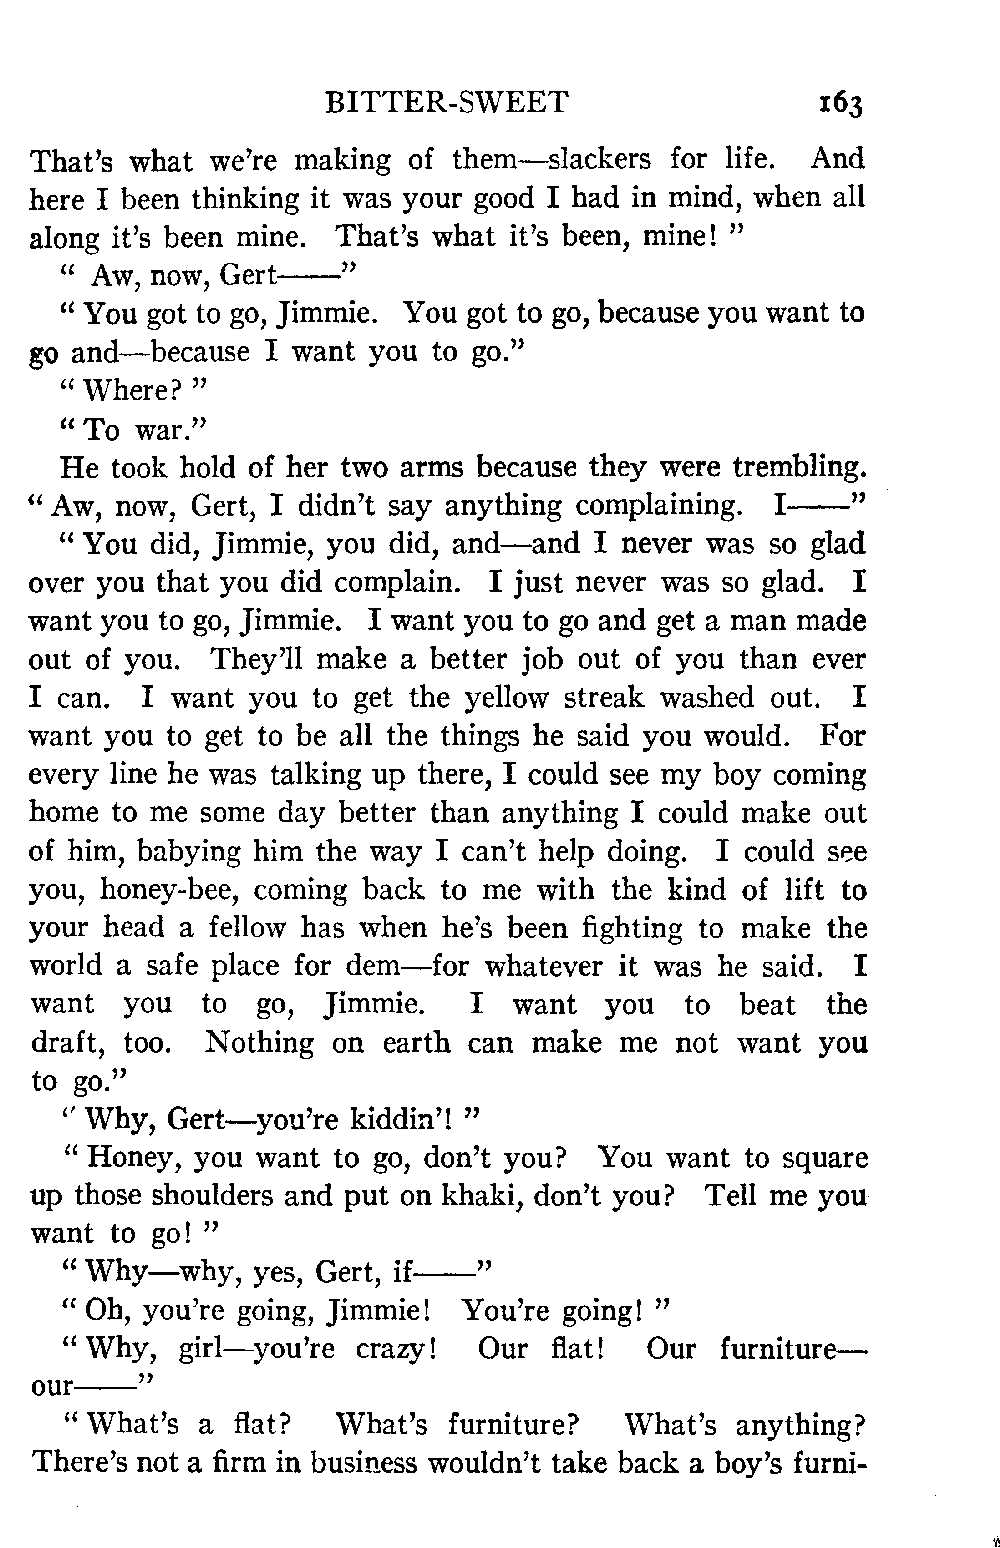 BITTER-SWEET 163
That's what we're making of them—slackers for life. And
here I been thinking it was your good I had in mind, when all
along it's been mine. That's what it's been, mine! "
" Aw, now, Gert——"
" You got to go, Jimmie. You got to go, because you want to
go and—because I want you to go."
" Where? "
" To war."
He took hold of her two arms because they were trembling.
" Aw, now, Gert, I didn't say anything complaining. I——"
" You did, Jimmie, you did, and—and I never was so glad
over you that you did complain. I just never was so glad. I
want you to go, Jimmie. I want you to go and get a man made
out of you. They'll make a better job out of you than ever
I can. I want you to get the yellow streak washed out. I
want you to get to be all the things he said you would. For
every line he was talking up there, I could see my boy coming
home to me some day better than anything I could make out
of him, babying him the way I can't help doing. I could see
you, honey-bee, coming back to me with the kind of lift to
your head a fellow has when he's been fighting to make the
world a safe place for dem—for whatever it was he said. I
want you to go, Jimmie. I want you to beat the
draft, too. Nothing on earth can make me not want you
to go."
" Why, Gert—you're kiddin'! "
" Honey, you want to go, don't you? You want to square
up those shoulders and put on khaki, don't you? Tell me you
want to go! "
" Why—why, yes, Gert, if——"
" Oh, you're going, Jimmie! You're going! "
" Why, girl—you're crazy! Our flat! Our furniture—
our——"
" What's a flat? What's furniture? What's anything?
There's not a firm in business wouldn't take back a boy's furni-